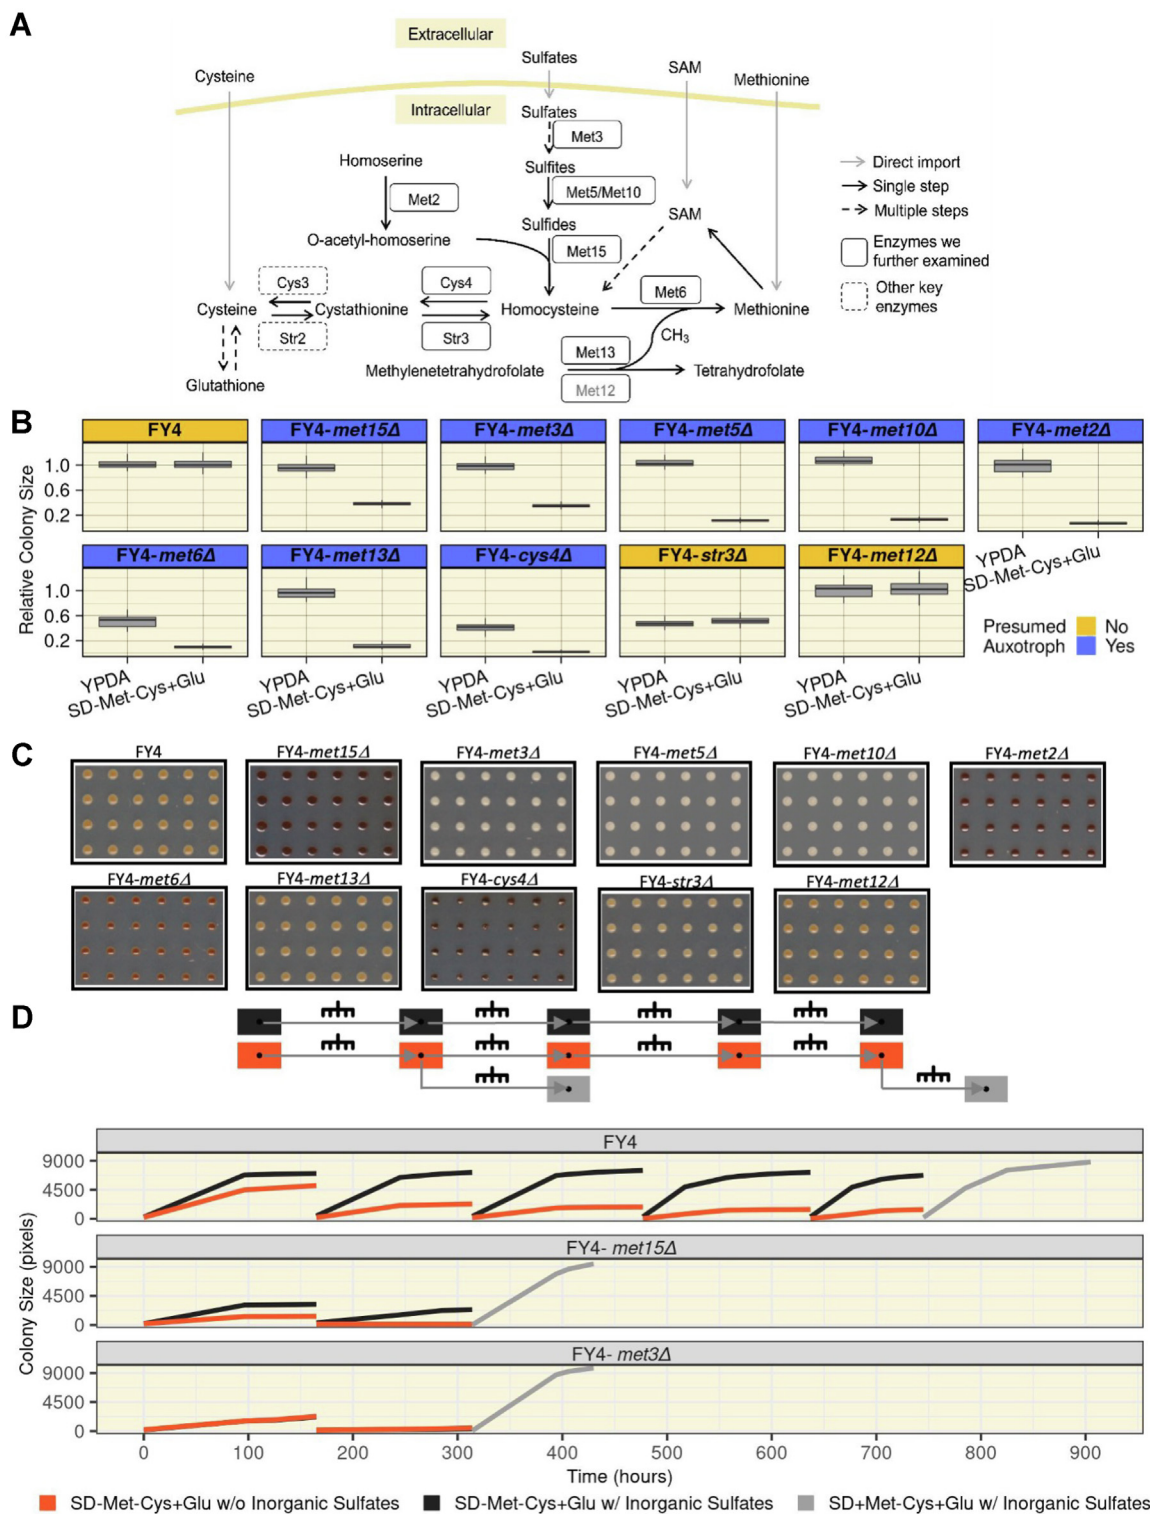 A
Extracellular
Cysteine
Sulfates
SAM
Methionine
Intracellular
Sulfates
Met3
Homoserine
Sulfites
Met2
Met5/Met10
SAM
O-acetyl-homoserine
Sulfides
Met15
Direct import
Single step
Multiple steps
Enzymes we
further examined
Other key
enzymes
Cys3
Cys4
Met6
Cysteine
Cystathionine
Homocysteine
Methionine
Str2
Str3
CH3
Met13
Glutathione
Methylenetetrahydrofolate
Tetrahydrofolate
Met12
B
FY4
FY4-met15Δ
FY4-met3Δ
FY4-met5Δ
FY4-met10Δ
FY4-met2Δ
1.0
0.6
0.2
Relative Colony Size
FY4-met6Δ
FY4-met13Δ
FY4-cys4Δ
FY4-str3Δ
FY4-met12Δ
YPDA
SD-Met-Cys+Glu
1.0
0.6
0.2
Presumed
Auxotroph
No
Yes
YPDA
SD-Met-Cys+Glu
YPDA
SD-Met-Cys+Glu
YPDA
SD-Met-Cys+Glu
YPDA
SD-Met-Cys+Glu
YPDA
SD-Met-Cys+Glu
C
FY4
FY4-met15Δ
FY4-met3Δ
FY4-met5Δ
FY4-met10Δ
FY4-met2Δ
FY4-met6Δ
FY4-met13Δ
FY4-cys4Δ
FY4-str3Δ
FY4-met12Δ
D
FY4
9000
4500
0
FY4- met15Δ
9000
4500
0
Colony Size (pixels)
FY4- met3Δ
9000
4500
0
0 100 200 300 400 500 600 700 800 900
Time (hours)
SD-Met-Cys+Glu w/o Inorganic Sulfates
SD-Met-Cys+Glu w/ Inorganic Sulfates
SD+Met-Cys+Glu w/ Inorganic Sulfates